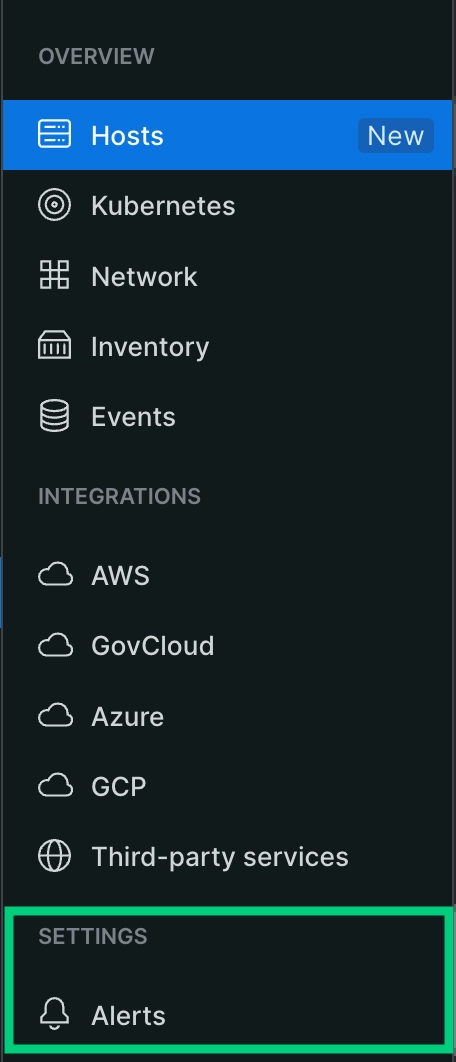 OVERVIEW
Hosts New
Kubernetes
Network
Inventory
Events
INTEGRATIONS
AWS
GovCloud
Azure
GCP
Third-party services
SETTINGS
Alerts